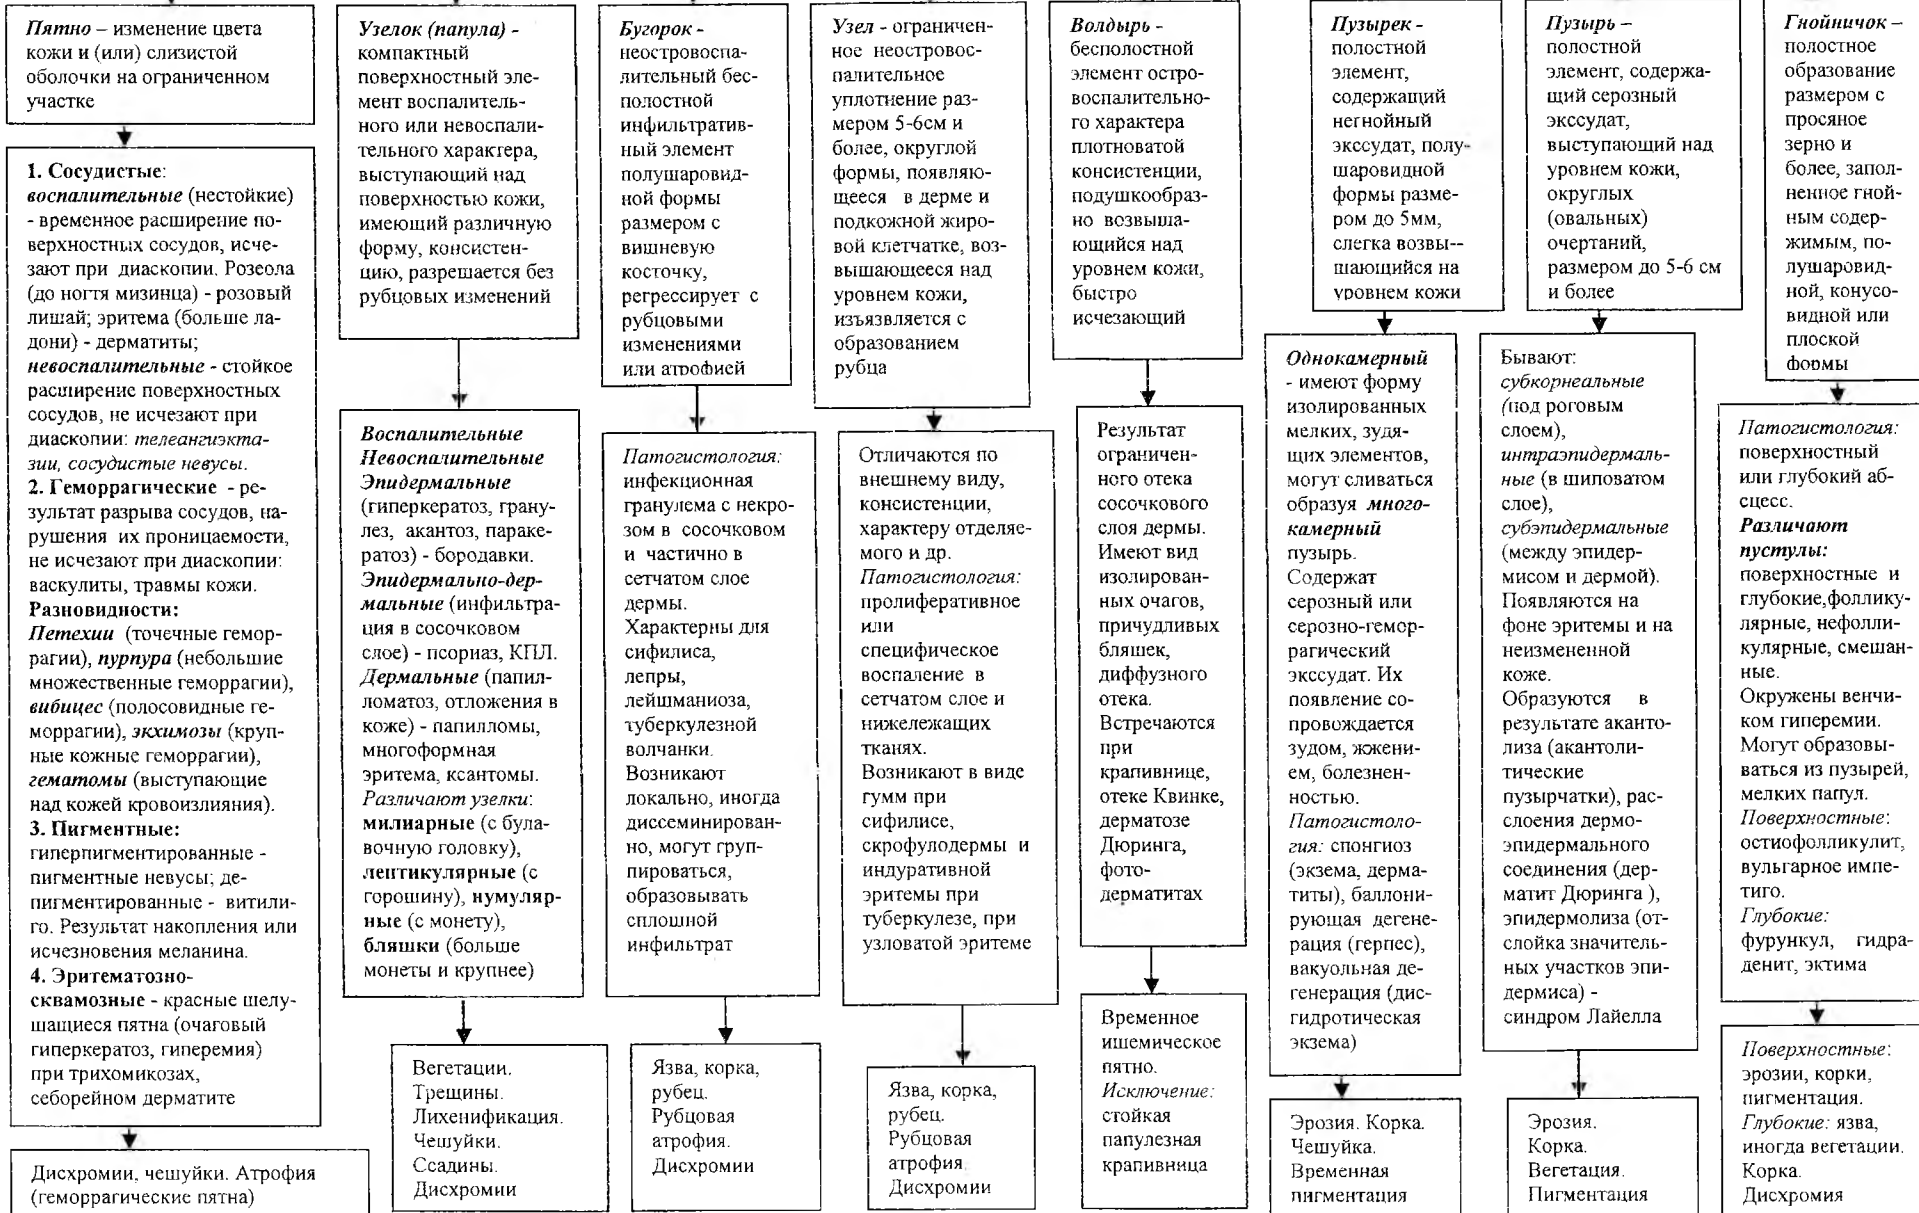 Пятно – изменение цвета
кожи и (или) слизистой
оболочки на ограниченном
участке
1. Сосудистые:
воспалительные (нестойкие)
- временное расширение по-
верхностных сосудов, исче-
зают при диаскопии. Розеола
(до ногтя мизинца) - розовый
лишай; эритема (больше ла-
дони) - дерматиты;
невоспалительные - стойкое
расширение поверхностных
сосудов, не исчезают при
диаскопии: телеангиэкта-
зии, сосудистые невусы.
2. Геморрагические - ре-
зультат разрыва сосудов, на-
рушения их проницаемости,
не исчезают при диаскопии:
васкулиты, травмы кожи.
Разновидности:
Петехии (точечные гемор-
рагии), пурпура (небольшие
множественные геморрагии),
вибицес (полосовидные ге-
моррагии), экхимозы (круп-
ные кожные геморрагии),
гематомы (выступающие
над кожей кровоизлияния).
3. Пигментные:
гиперпигментированные -
пигментные невусы; де-
пигментированные - витили-
го. Результат накопления или
исчезновения меланина.
4. Эритематозно-
сквамозные - красные шелу-
шащиеся пятна (очаговый
гиперкератоз, гиперемия)
при трихомикозах,
себорейном дерматите
Дисхромии, чешуйки. Атрофия
(геморрагические пятна)
Узелок (папула) -
компактный
поверхностный эле-
мент воспалитель-
ного или невоспали-
тельного характера,
выступающий над
поверхностью кожи,
имеющий различную
форму, консистен-
цию, разрешается без
рубцовых изменений
Воспалительные
Невоспалительные
Эпидермальные
(гиперкератоз, грану-
лез, акантоз, параке-
ратоз) - бородавки.
Эпидермально-дер-
мальные (инфильтра-
ция в сосочковом
слое) - псориаз, КПЛ.
Дермальные (папил-
ломатоз, отложения в
коже) - папилломы,
многоформная
эритема, ксантомы.
Различают узелки:
милиарные (с була-
вочную головку),
лентикулярные (с
горошину), нумуляр-
ные (с монету),
бляшки (больше
монеты и крупнее)
Вегетации.
Трещины.
Лихенификация.
Чешуйки.
Ссадины.
Дисхромии
Бугорок -
неостровоспа-
лительный бес-
полостной
инфильтратив-
ный элемент
полушаровид-
ной формы
размером с
вишневую
косточку,
регрессирует с
рубцовыми
изменениями
или атрофией
Патогистология:
инфекционная
гранулема с некро-
зом в сосочковом
и частично в
сетчатом слое
дермы.
Характерны для
сифилиса,
лепры,
лейшманиоза,
туберкулезной
волчанки.
Возникают
локально, иногда
диссеминирован-
но, могут груп-
пироваться,
образовывать
сплошной
инфильтрат
Язва, корка,
рубец.
Рубцовая
атрофия.
Дисхромии
Узел - ограничен-
ное неостровос-
палительное
уплотнение раз-
мером 5-6см и
более, округлой
формы, появляю-
щееся в дерме и
подкожной жиро-
вой клетчатке, воз-
вышающееся над
уровнем кожи,
изъязвляется с
образованием
рубца
Отличаются по
внешнему виду,
консистенции,
характеру отделяе-
мого и др.
Патогистология:
пролиферативное
или
специфическое
воспаление в
сетчатом слое и
нижележащих
тканях.
Возникают в виде
гумм при
сифилисе,
скрофулодермы и
индуративной
эритемы при
туберкулезе, при
узловатой эритеме
Язва, корка,
рубец.
Рубцовая
атрофия.
Дисхромии
Волдырь -
бесполостной
элемент остро-
воспалительно-
го характера
плотноватой
консистенции,
подушкообраз-
но возвыша-
ющийся над
уровнем кожи,
быстро
исчезающий
Результат
ограничен-
ного отека
сосочкового
слоя дермы.
Имеют вид
изолирован-
ных очагов,
причудливых
бляшек,
диффузного
отека.
Встречаются
при
крапивнице,
отеке Квинке,
дерматозе
Дюринга,
фото-
дерматитах
Временное
ишемическое
пятно.
Исключение:
стойкая
папулезная
крапивница
Пузырек -
полостной
элемент,
содержащий
негнойный
экссудат, полу-
шаровидной
формы разме-
ром до 5мм,
слегка возвы--
шающийся на
уровнем кожи
Однокамерный
- имеют форму
изолированных
мелких, зудя-
щих элементов,
могут сливаться
образуя много-
камерный
пузырь.
Содержат
серозный или
серозно-гемор-
рагический
экссудат. Их
появление со-
провождается
зудом, жжени-
ем, болезнен-
ностью.
Патогистоло-
гия: спонгиоз
(экзема, дерма-
титы), баллони-
рующая дегене-
рация (герпес),
вакуольная де-
генерация (дис-
гидротическая
экзема)
Эрозия. Корка.
Чешуйка.
Временная
пигментация
Пузырь –
полостной
элемент, содержа-
щий серозный
экссудат,
выступающий над
уровнем кожи,
округлых
(овальных)
очертаний,
размером до 5-6 см
и более
Бывают:
субкорнеальные
(под роговым
слоем),
интраэпидермаль-
ные (в шиповатом
слое),
субэпидермальные
(между эпидер-
мисом и дермой).
Появляются на
фоне эритемы и на
неизмененной
коже.
Образуются в
результате аканто-
лиза (акантоли-
тические
пузырчатки), рас-
слоения дермо-
эпидермального
соединения (дер-
матит Дюринга ),
эпидермолиза (от-
слойка значитель-
ных участков эпи-
дермиса) -
синдром Лайелла
Эрозия.
Корка.
Вегетация.
Пигментация
Гнойничок –
полостное
образование
размером с
просяное
зерно и
более, запол-
ненное гной-
ным содер-
жимым, по-
лушаровид-
ной, конусо-
видной или
плоской
формы
Патогистология:
поверхностный
или глубокий аб-
сцесс.
Различают
пустулы:
поверхностные и
глубокие,фоллику-
лярные, нефолли-
кулярные, смешан-
ные.
Окружены венчи-
ком гиперемии.
Могут образовы-
ваться из пузырей,
мелких папул.
Поверхностные:
остиофолликулит,
вульгарное импе-
тиго.
Глубокие:
фурункул, гидра-
денит, эктима
Поверхностные:
эрозии, корки,
пигментация.
Глубокие: язва,
иногда вегетации.
Корка.
Дисхромия